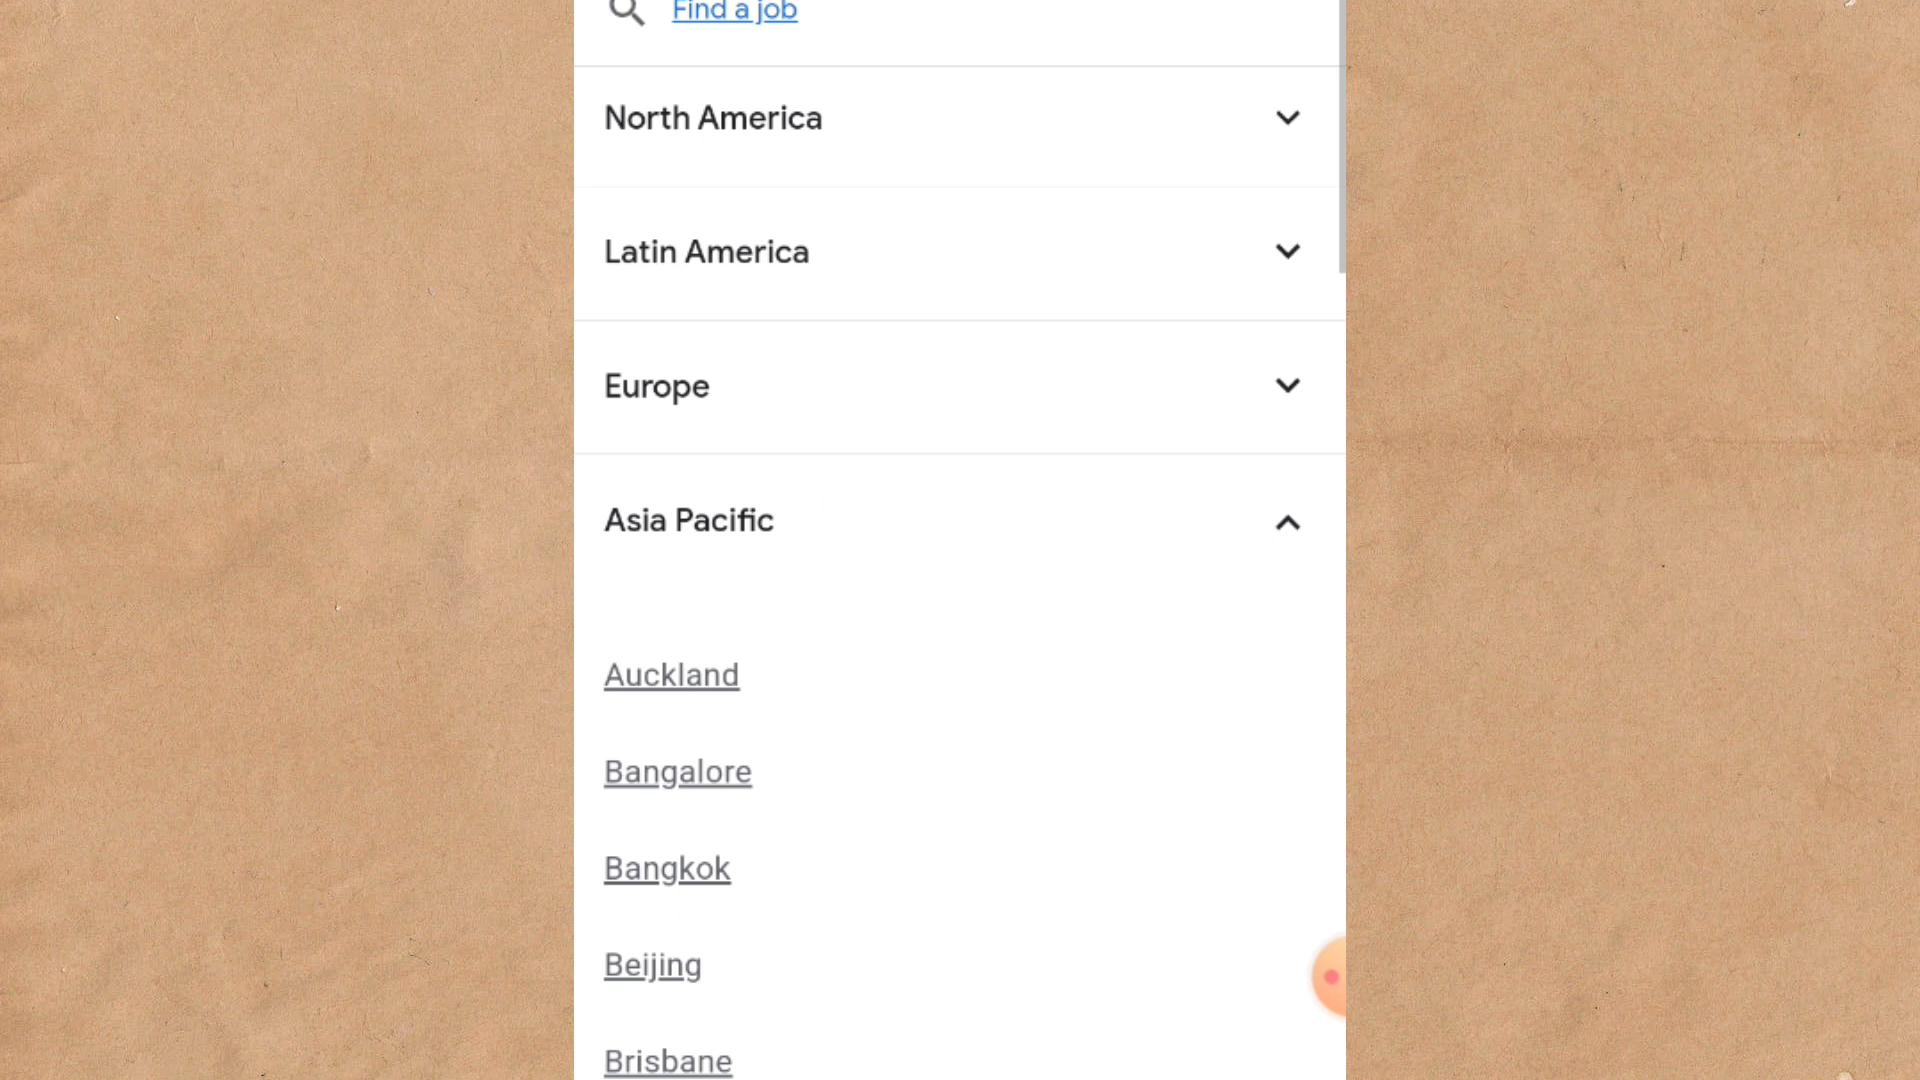 Find a job
North America
Latin America
Europe
Asia Pacific
Auckland
Bangalore
Bangkok
Beijing
Brisbane